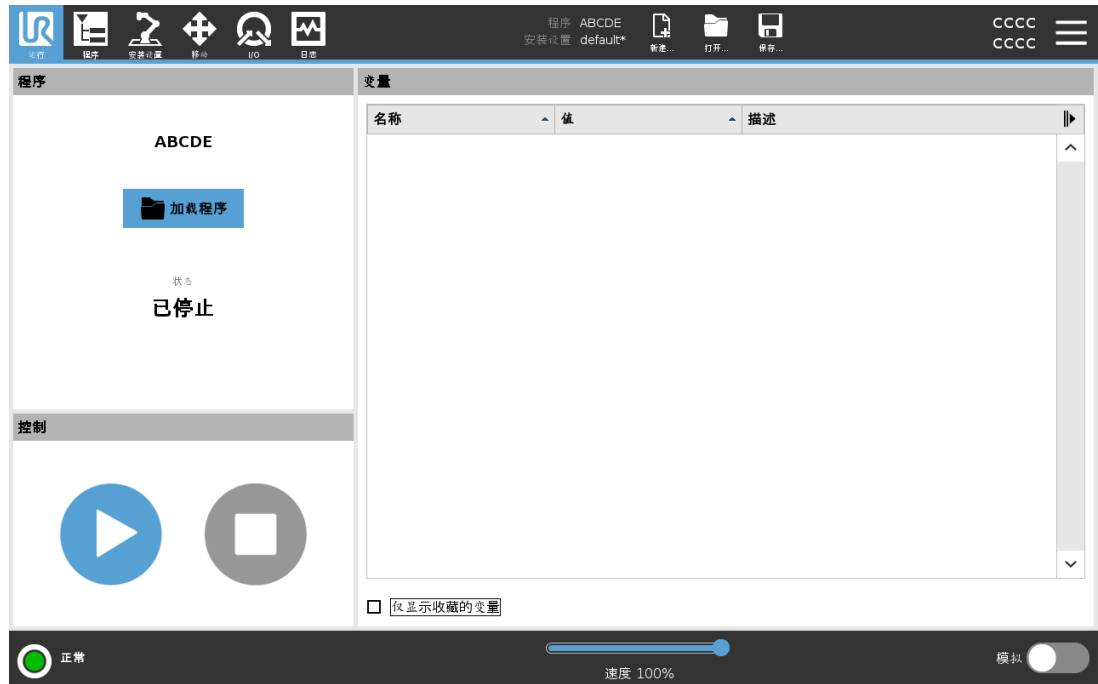 运行 程序 安装设置 移动 I/O 日志
程序 ABCDE
安装设置 default*
新建... 打开... 保存...
CCCC
CCCC
程序
ABCDE
加载程序
状态
已停止
控制
变量
名称 值 描述
仅显示收藏的变量
正常
速度 100%
模拟